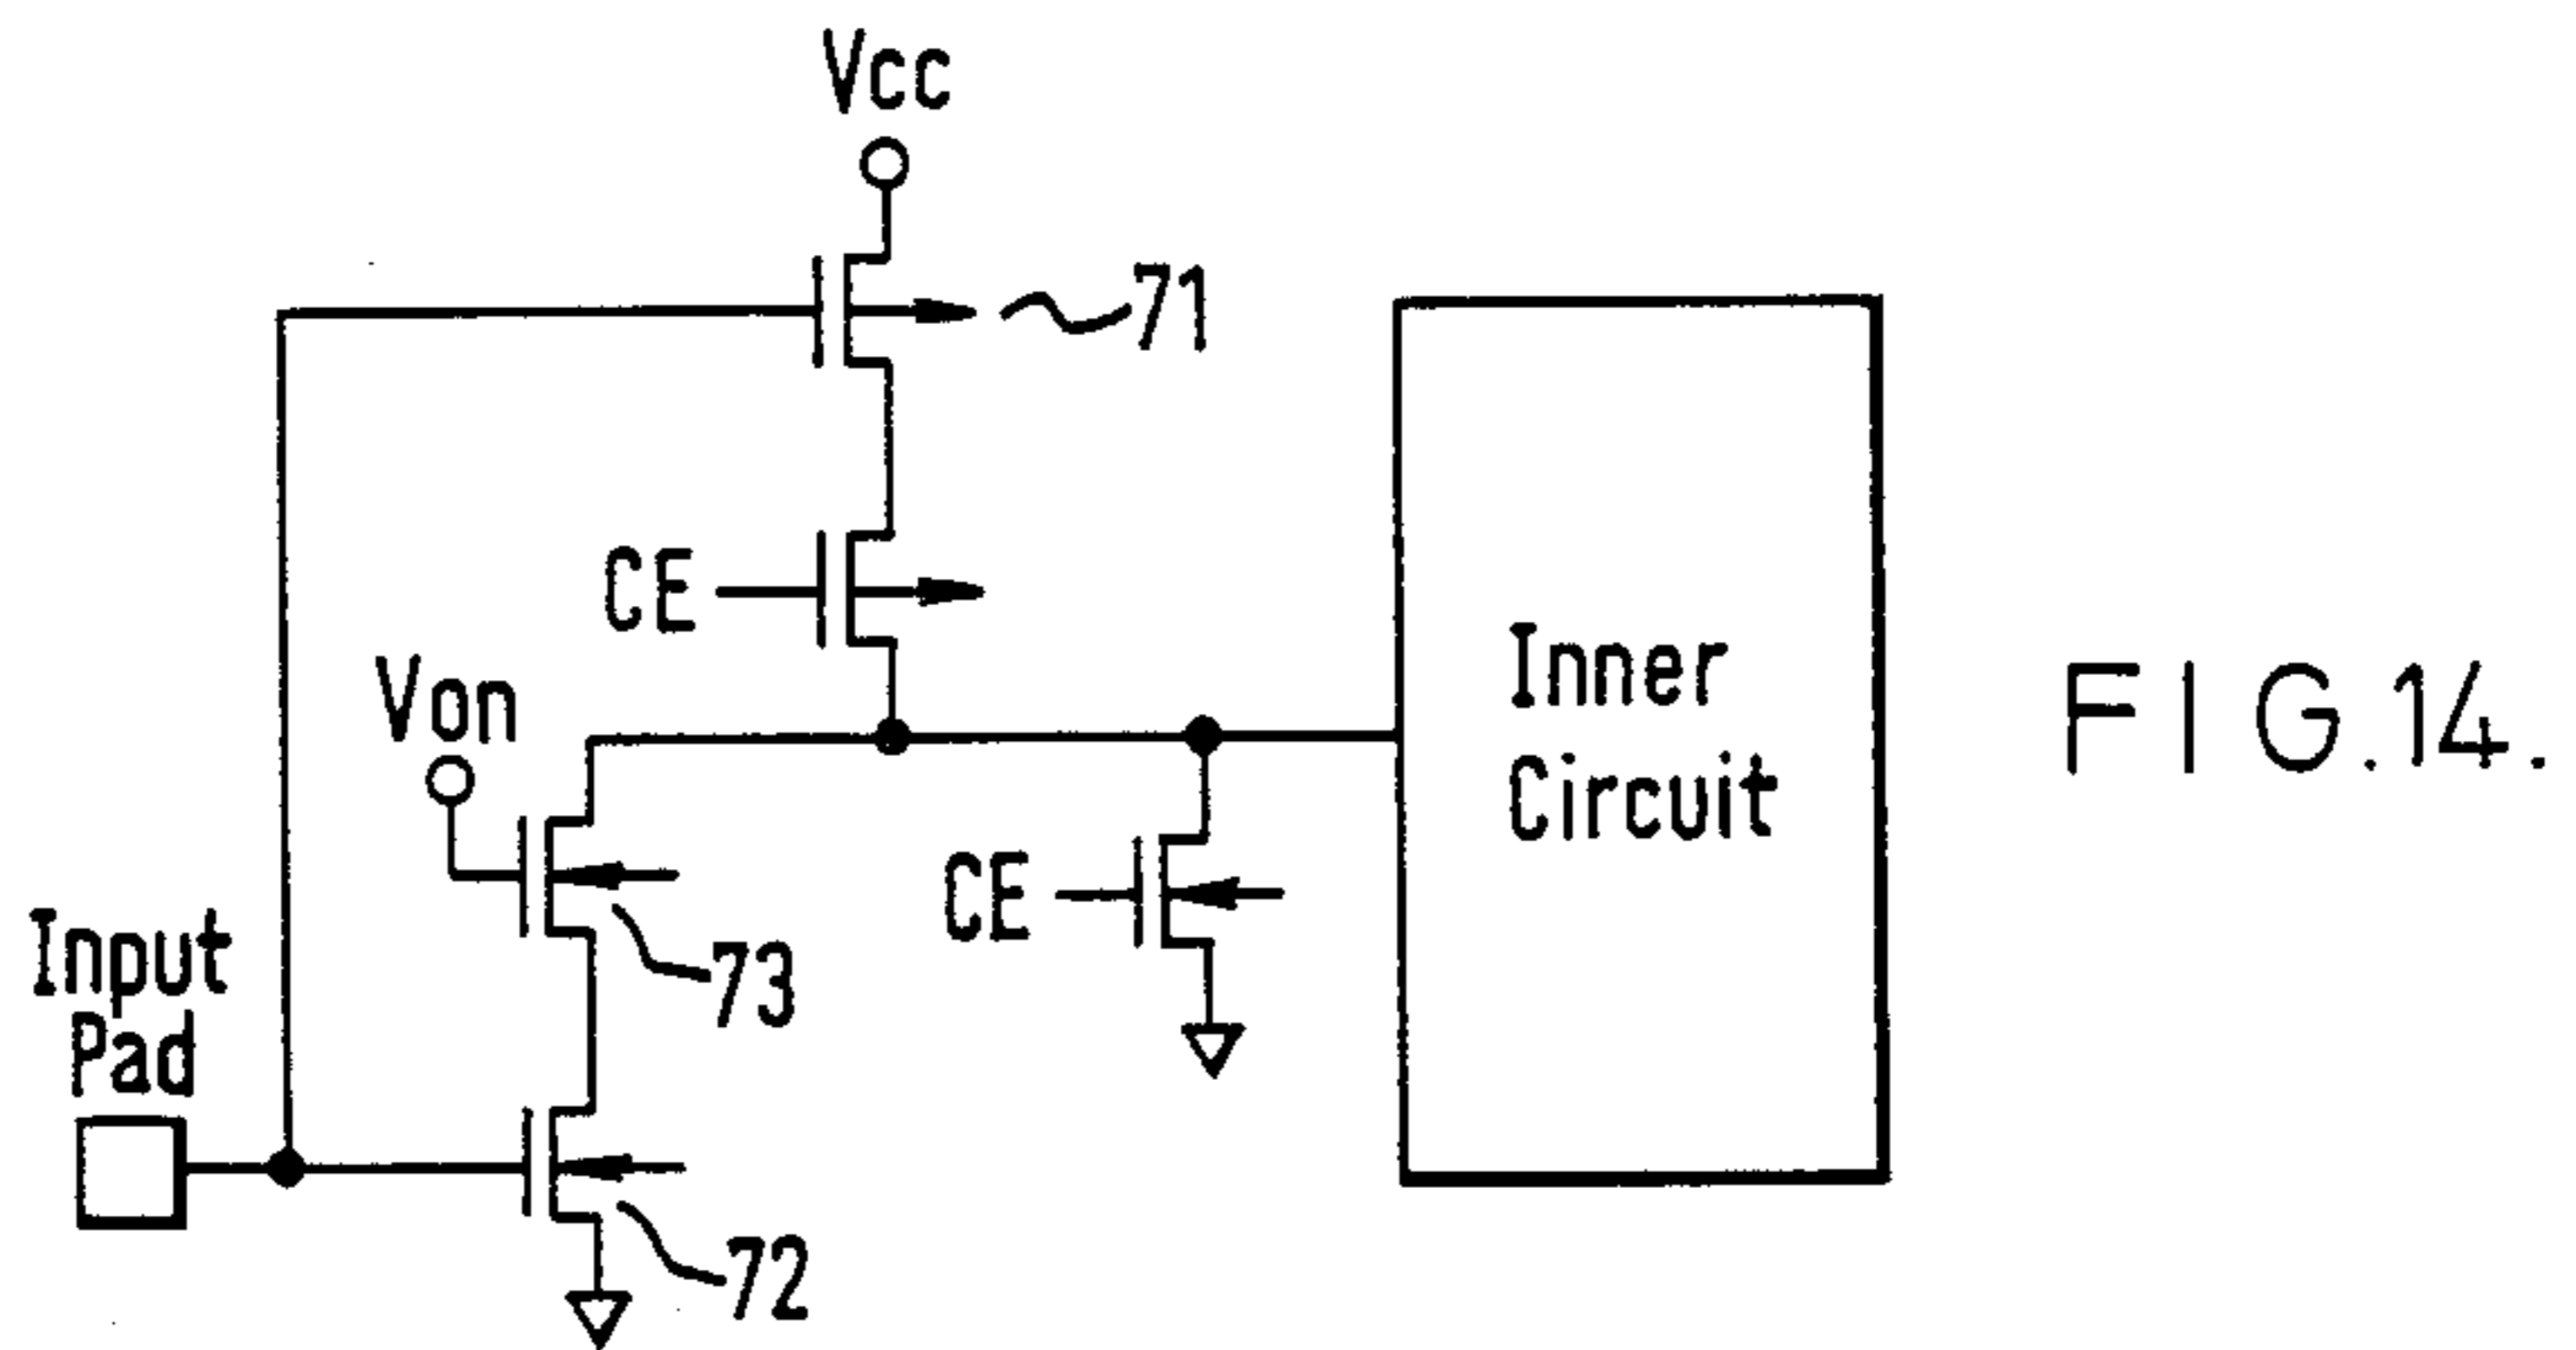 Vcc
71
CE
Von
Inner
Circuit
FIG.14.
CE
73
Input
Pad
72